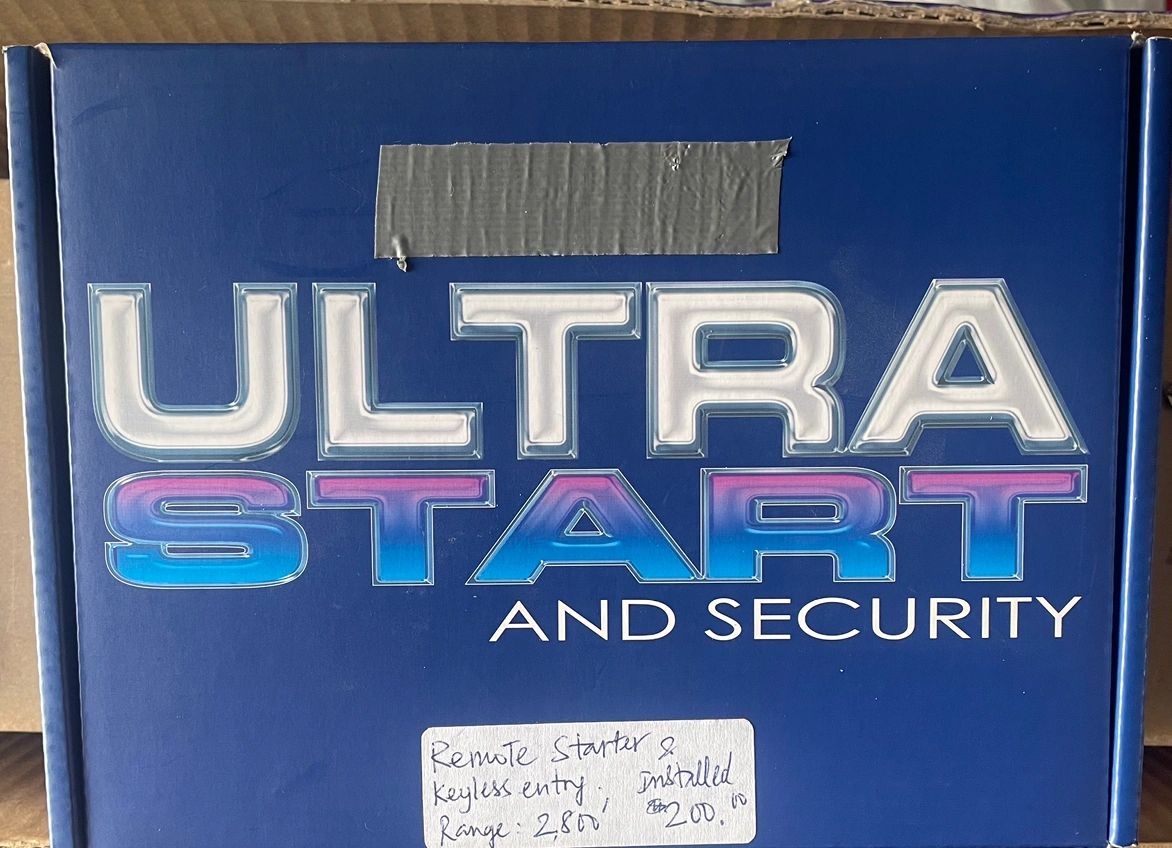 ULTRA
START
AND SECURITY
Remote Starter &
Keyless entry, Installed
Range: 2,800' $200.00